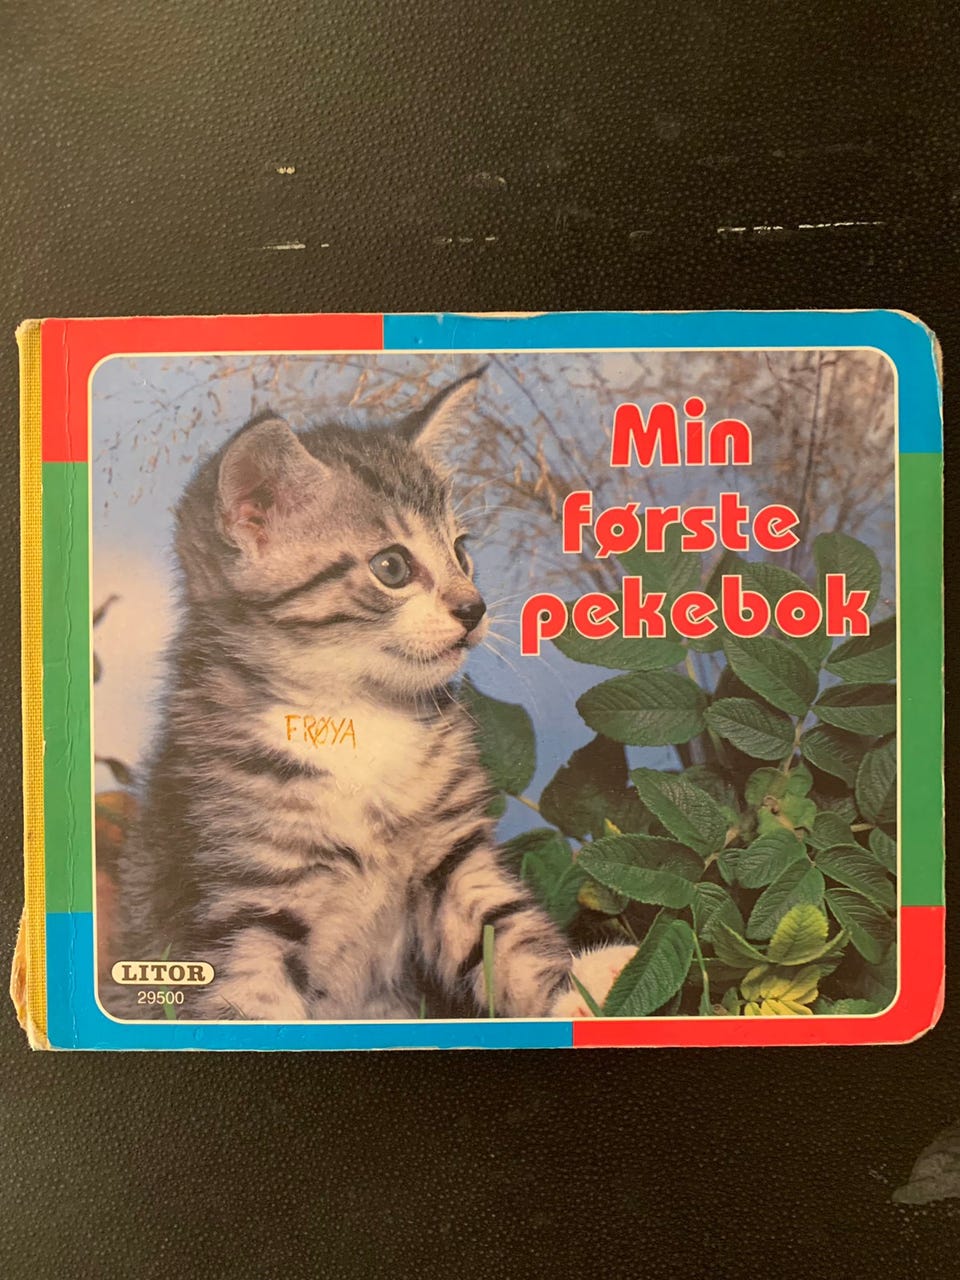 Min
første
pekebok
FRØYA
LITOR
29500